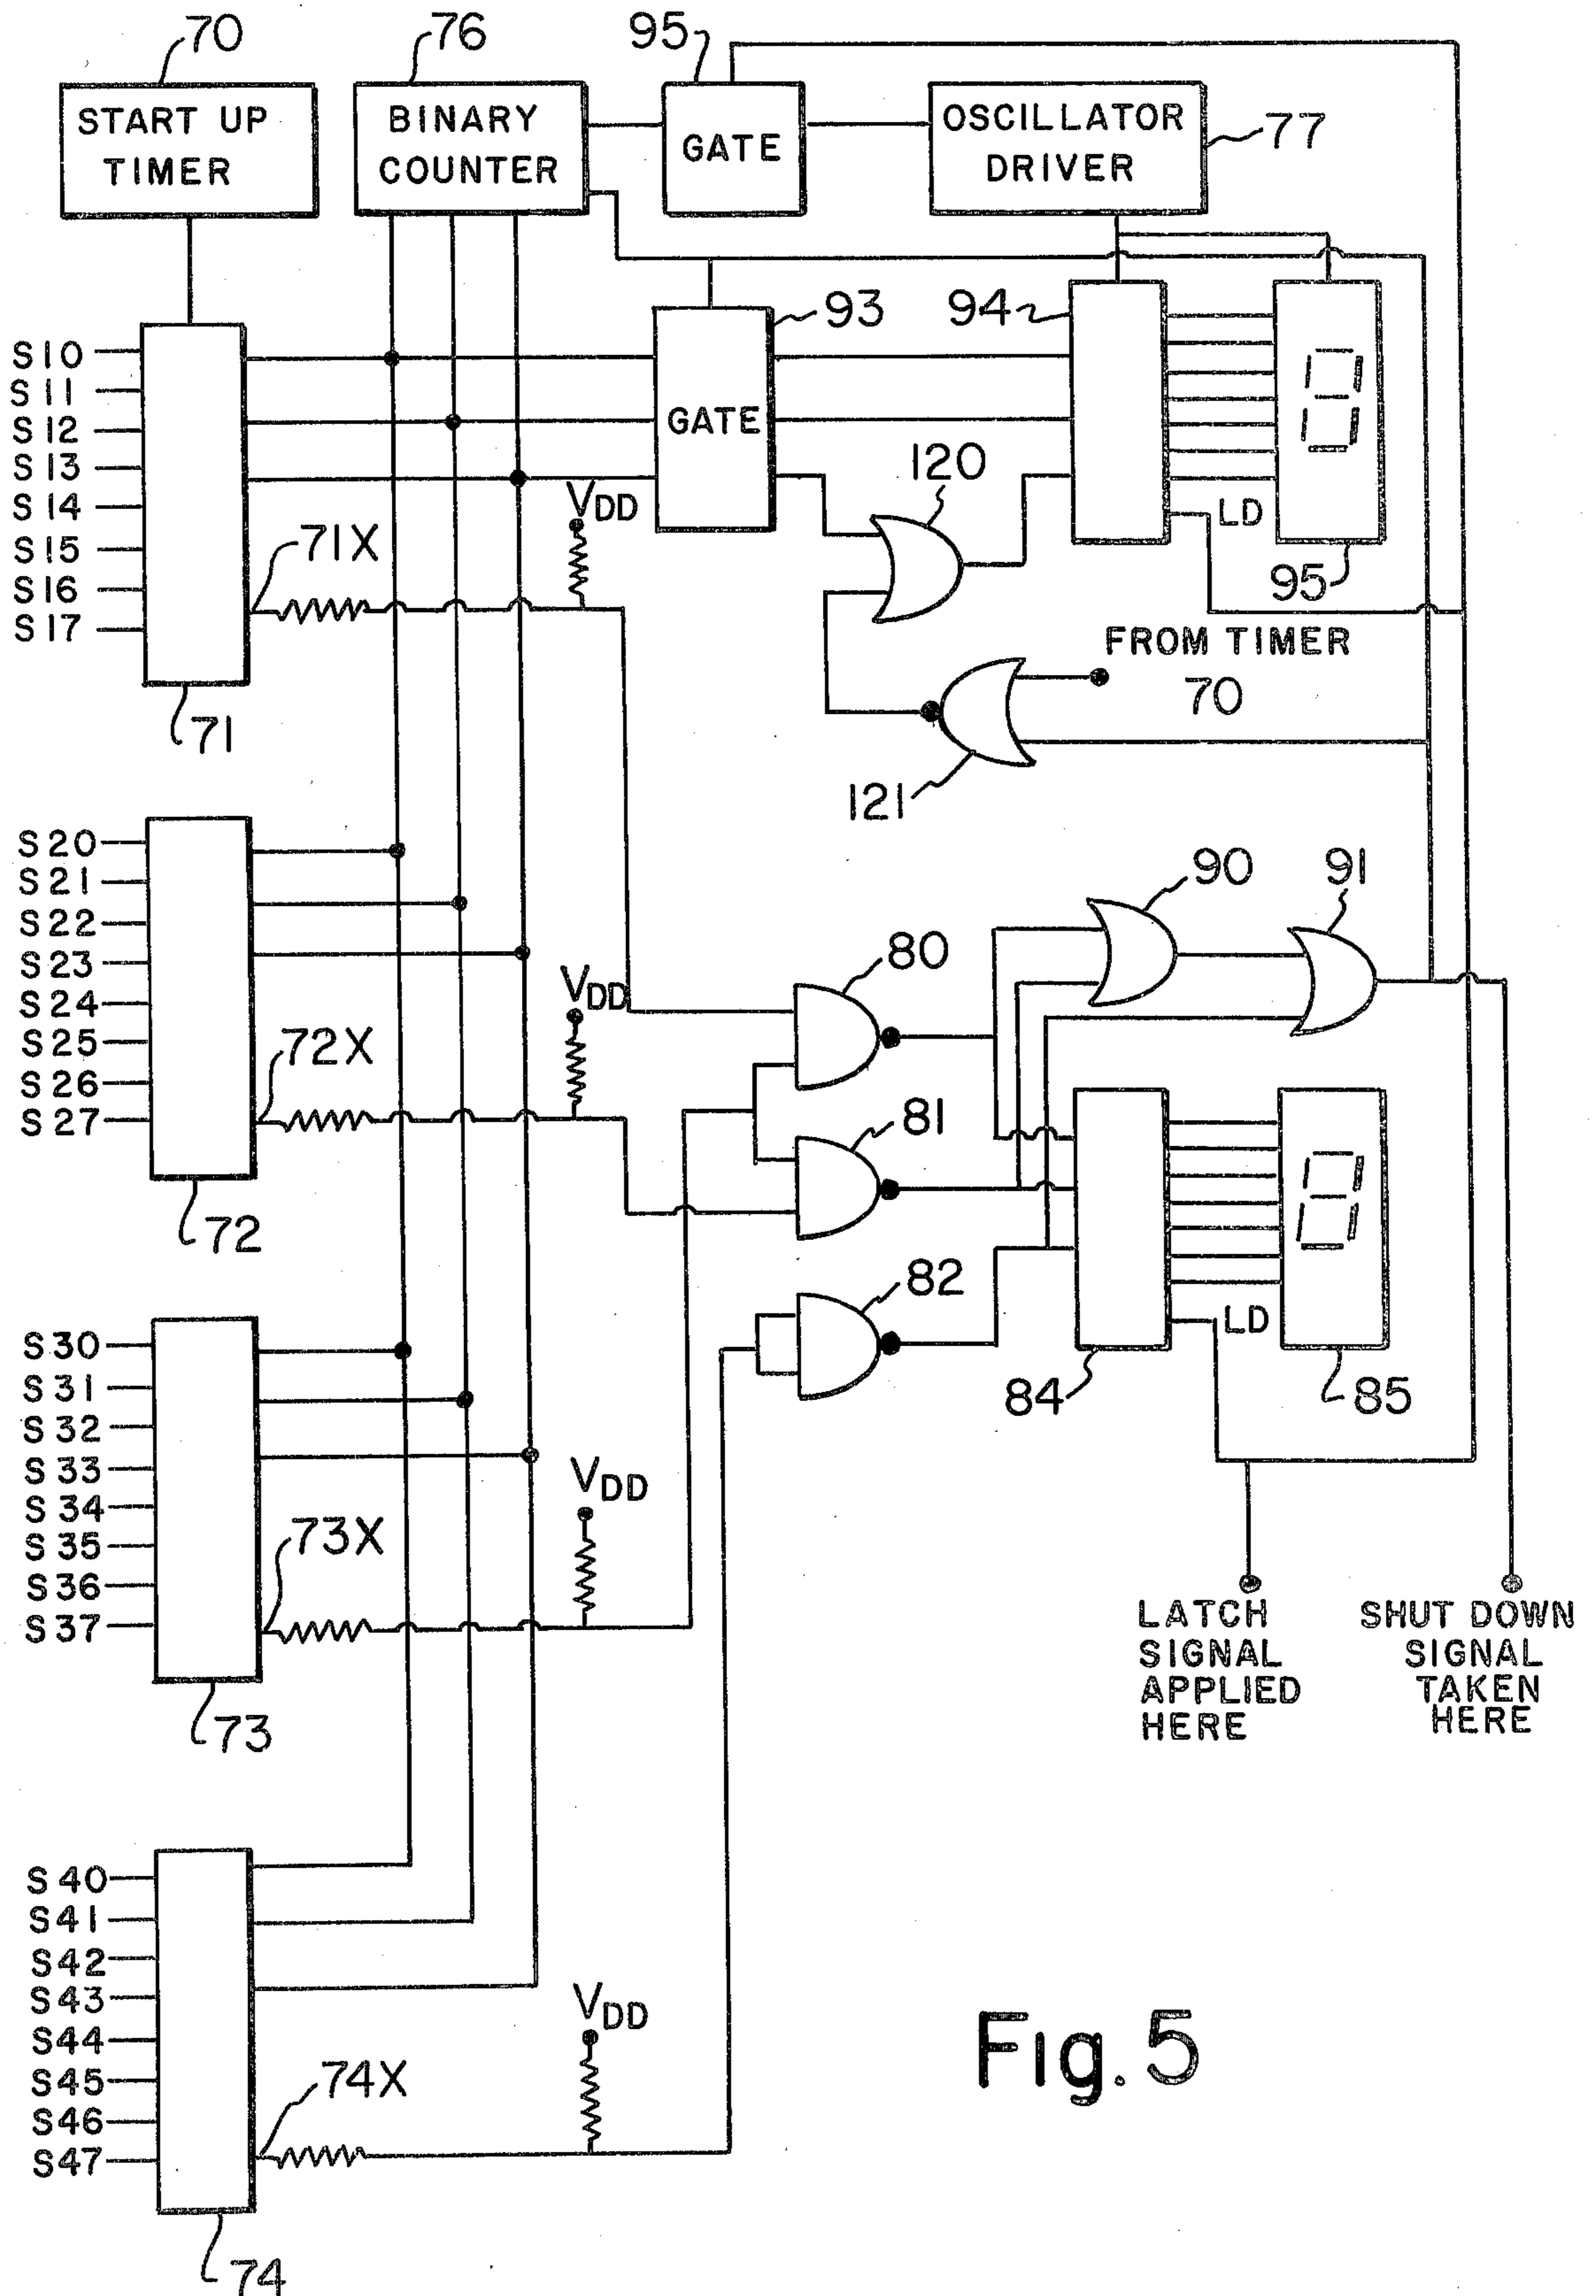 70
76
95
START UP
TIMER
BINARY
COUNTER
GATE
OSCILLATOR
DRIVER
77
93
94
S10
S11
S12
S13
S14
S15
S16
S17
GATE
120
VDD
71X
LD
95
FROM TIMER
70
71
121
S20
S21
S22
S23
S24
S25
S26
S27
90
91
80
VDD
72X
81
72
82
LD
84
85
S30
S31
S32
S33
S34
S35
S36
S37
VDD
73X
LATCH
SIGNAL
APPLIED
HERE
SHUT DOWN
SIGNAL
TAKEN
HERE
73
S40
S41
S42
S43
S44
S45
S46
S47
VDD
74X
Fig. 5
74